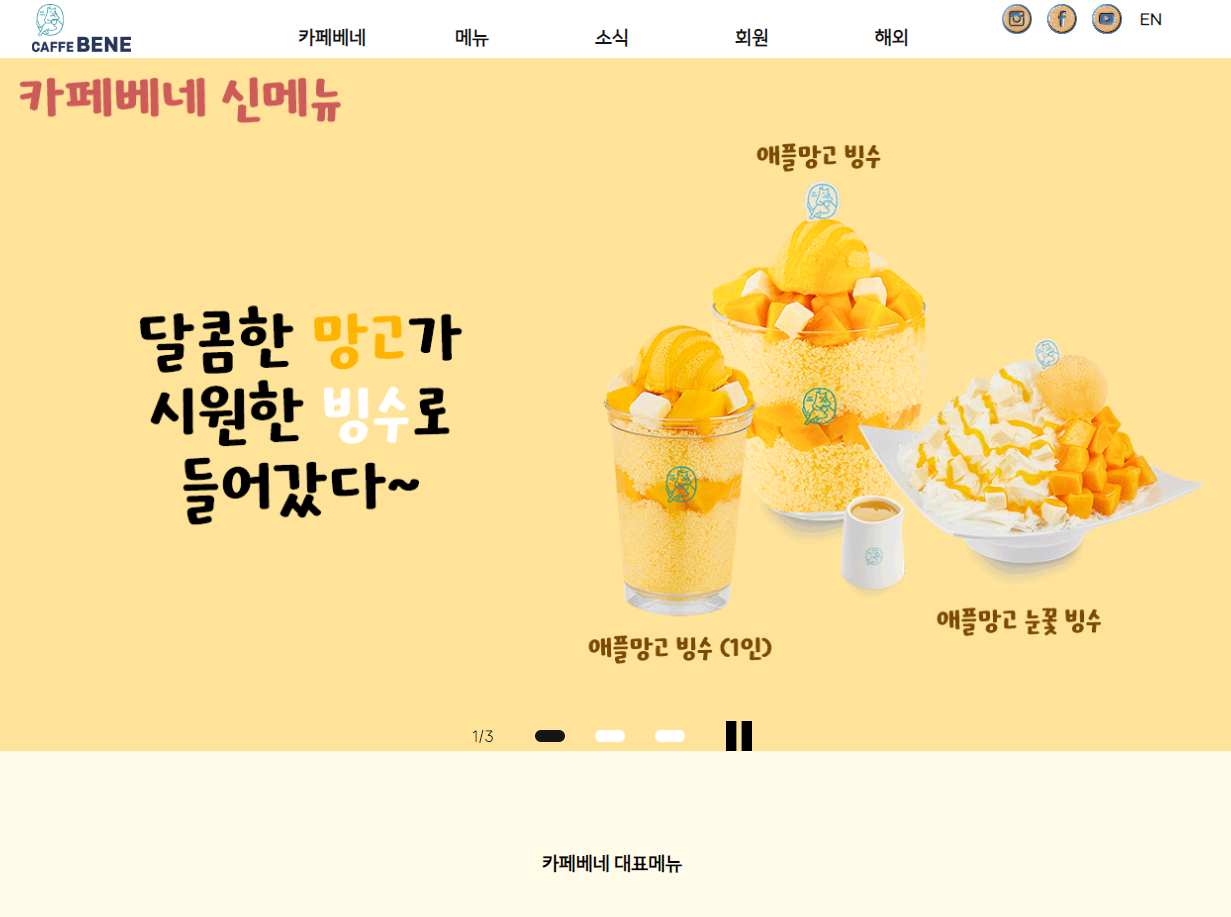 CAFFE BENE
카페베네
메뉴
소식
회원
해외
EN
카페베네 신메뉴
애플망고 빙수
달콤한 망고가
시원한 빙수로
들어갔다~
애플망고 눈꽃 빙수
애플망고 빙수 (1인)
1/3
카페베네 대표메뉴